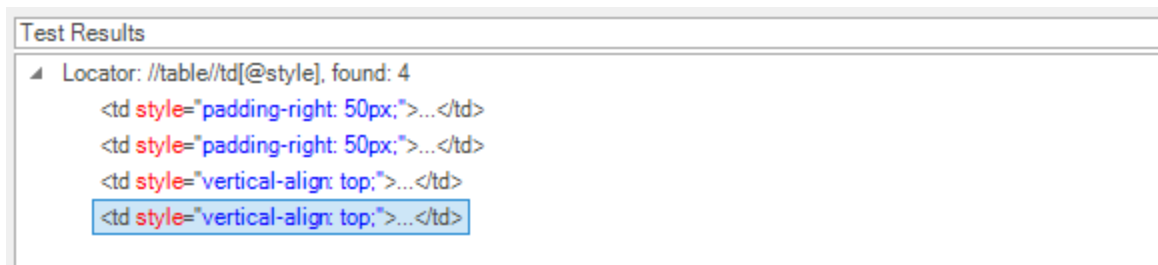 Test Results
Locator: //table//td[@style], found: 4
<td style="padding-right: 50px;">...</td>
<td style="padding-right: 50px;">...</td>
<td style="vertical-align: top;">...</td>
<td style="vertical-align: top;">...</td>